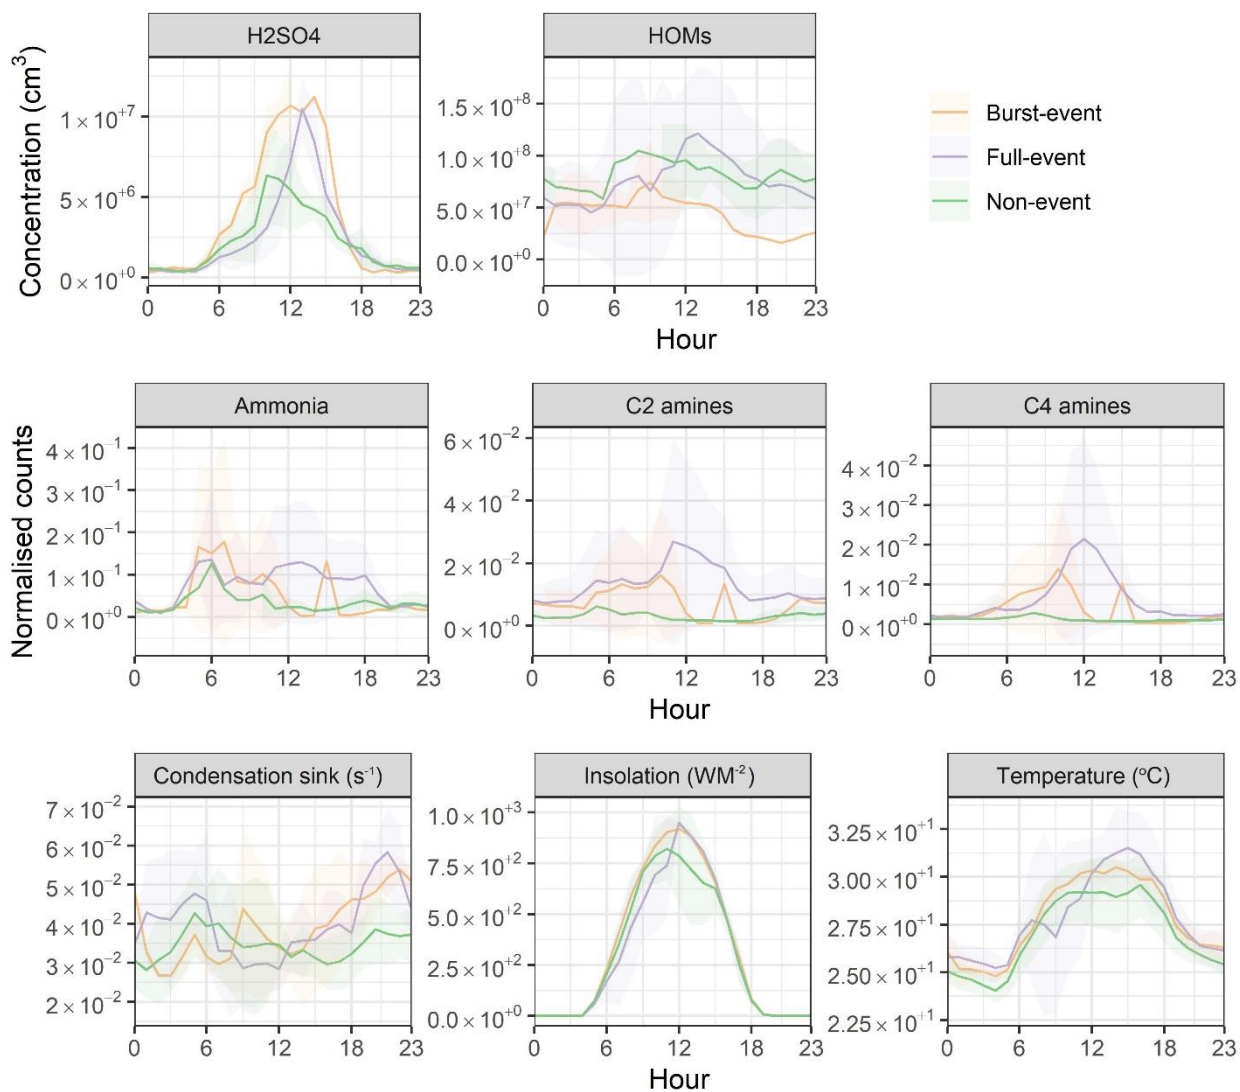 H2SO4
HOMs
Concentration (cm³)
1 × 10⁺⁷
5 × 10⁺⁶
0 × 10⁺⁰
0 6 12 18 23
1.5 × 10⁺⁸
1.0 × 10⁺⁸
5.0 × 10⁺⁷
0.0 × 10⁺⁰
0 6 12 18 23
Hour
Burst-event
Full-event
Non-event
Ammonia
C2 amines
C4 amines
Normalised counts
4 × 10⁻¹
3 × 10⁻¹
2 × 10⁻¹
1 × 10⁻¹
0 × 10⁺⁰
0 6 12 18 23
6 × 10⁻²
4 × 10⁻²
2 × 10⁻²
0 × 10⁺⁰
0 6 12 18 23
4 × 10⁻²
3 × 10⁻²
2 × 10⁻²
1 × 10⁻²
0 × 10⁺⁰
0 6 12 18 23
Hour
Condensation sink (s⁻¹)
Insolation (WM⁻²)
Temperature (°C)
7 × 10⁻²
6 × 10⁻²
5 × 10⁻²
4 × 10⁻²
3 × 10⁻²
2 × 10⁻²
0 6 12 18 23
1.0 × 10⁺³
7.5 × 10⁺²
5.0 × 10⁺²
2.5 × 10⁺²
0.0 × 10⁺⁰
0 6 12 18 23
3.25 × 10⁺¹
3.00 × 10⁺¹
2.75 × 10⁺¹
2.50 × 10⁺¹
2.25 × 10⁺¹
0 6 12 18 23
Hour